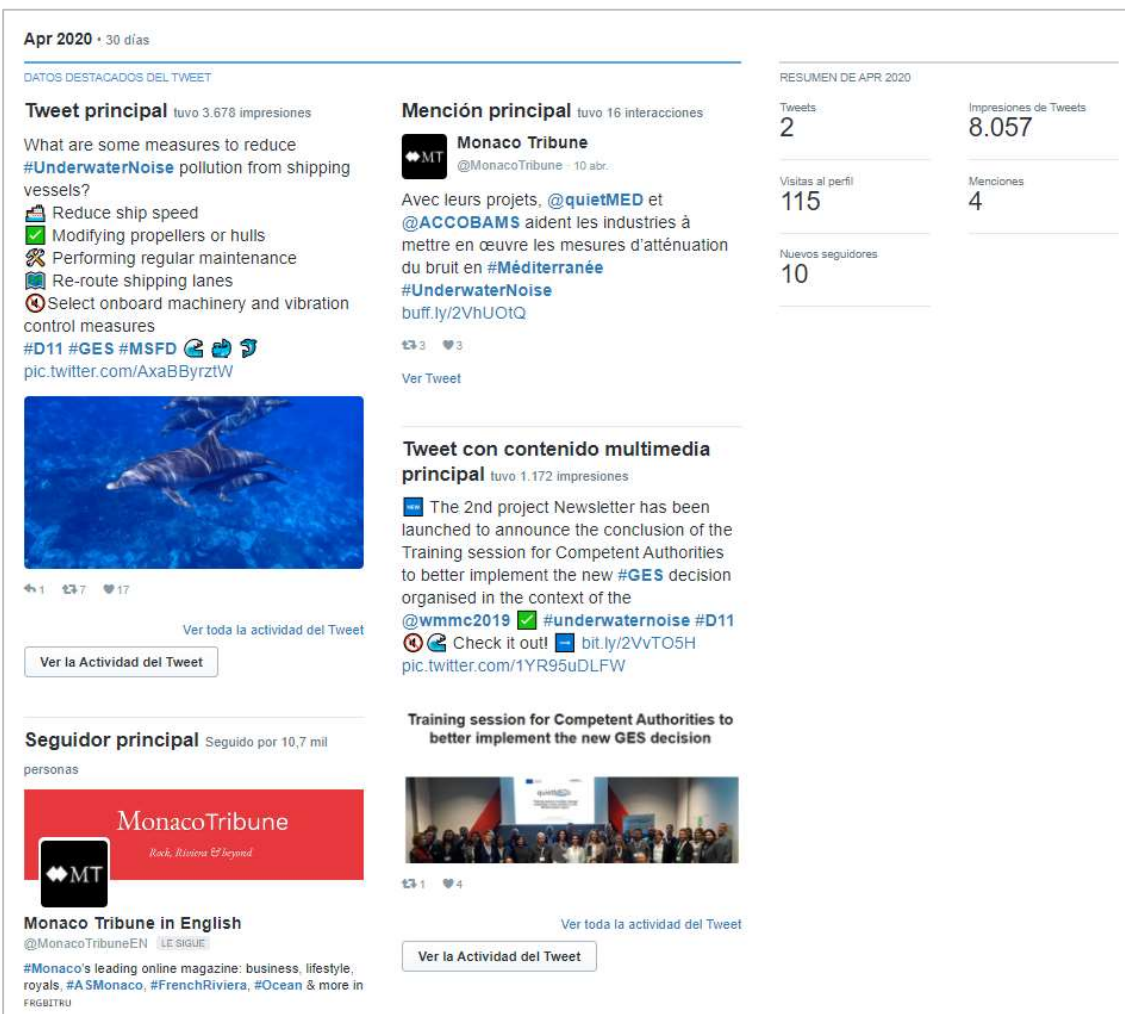 Apr 2020 • 30 días
DATOS DESTACADOS DEL TWEET
Tweet principal tuvo 3.678 impresiones
What are some measures to reduce
#UnderwaterNoise pollution from shipping
vessels?
Reduce ship speed
Modifying propellers or hulls
Performing regular maintenance
Re-route shipping lanes
Select onboard machinery and vibration
control measures
#D11 #GES #MSFD
pic.twitter.com/AxaBByrztW
1 7 17
Ver toda la actividad del Tweet
Ver la Actividad del Tweet
Seguidor principal Seguido por 10,7 mil
personas
MonacoTribune
Rock, Riviera & beyond
MT
Monaco Tribune in English
@MonacoTribuneEN LE SIGUE
#Monaco's leading online magazine: business, lifestyle,
royals, #ASMonaco, #FrenchRiviera, #Ocean & more in
FRGBITRU
Mención principal tuvo 16 interacciones
MT
Monaco Tribune
@MonacoTribune · 10 abr.
Avec leurs projets, @quietMED et
@ACCOBAMS aident les industries à
mettre en œuvre les mesures d'atténuation
du bruit en #Méditerranée
#UnderwaterNoise
buff.ly/2VhUOtQ
3 3
Ver Tweet
Tweet con contenido multimedia
principal tuvo 1.172 impresiones
NEW The 2nd project Newsletter has been
launched to announce the conclusion of the
Training session for Competent Authorities
to better implement the new #GES decision
organised in the context of the
@wmmc2019 #underwaternoise #D11
Check it out! bit.ly/2VvTO5H
pic.twitter.com/1YR95uDLFW
Training session for Competent Authorities to
better implement the new GES decision
quietMED
1 4
Ver toda la actividad del Tweet
Ver la Actividad del Tweet
RESUMEN DE APR 2020
Tweets
2
Impresiones de Tweets
8.057
Visitas al perfil
115
Menciones
4
Nuevos seguidores
10